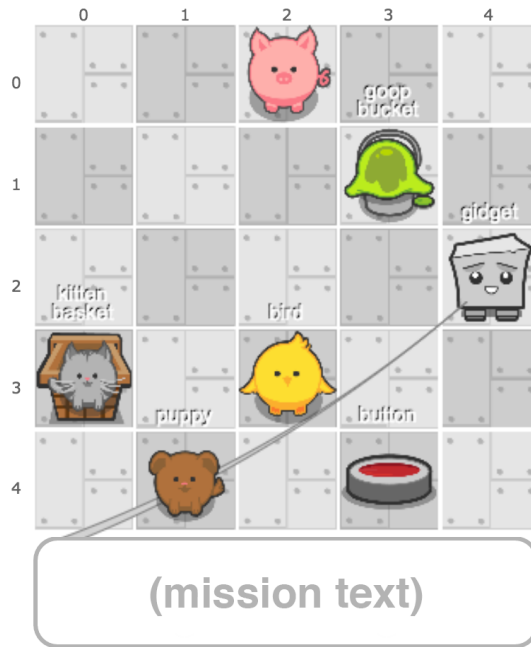 0 1 2 3 4
0
goop
bucket
1
gidget
2
kitten
basket
bird
3
puppy
button
4
(mission text)